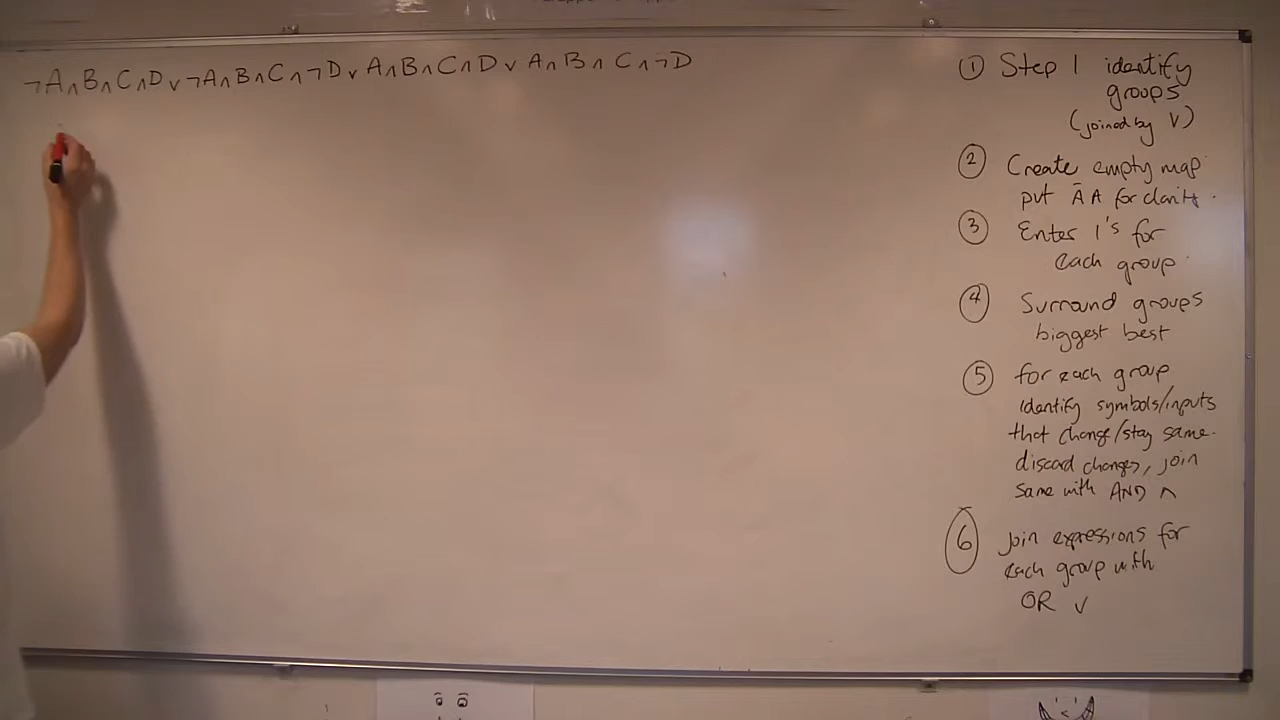 ¬A∧B∧C∧D∨¬A∧B∧C∧¬D∨A∧B∧C∧D∨A∧B∧C∧¬D
① Step 1 identify
groups
(joined by ∨)
② Create empty map
put Ā A for clarity.
③ Enter 1's for
each group
④ Surround groups
biggest best
⑤ for each group
identify symbols/inputs
that change/stay same.
discard changes, join
same with AND ∧
⑥ join expressions for
each group with
OR ∨